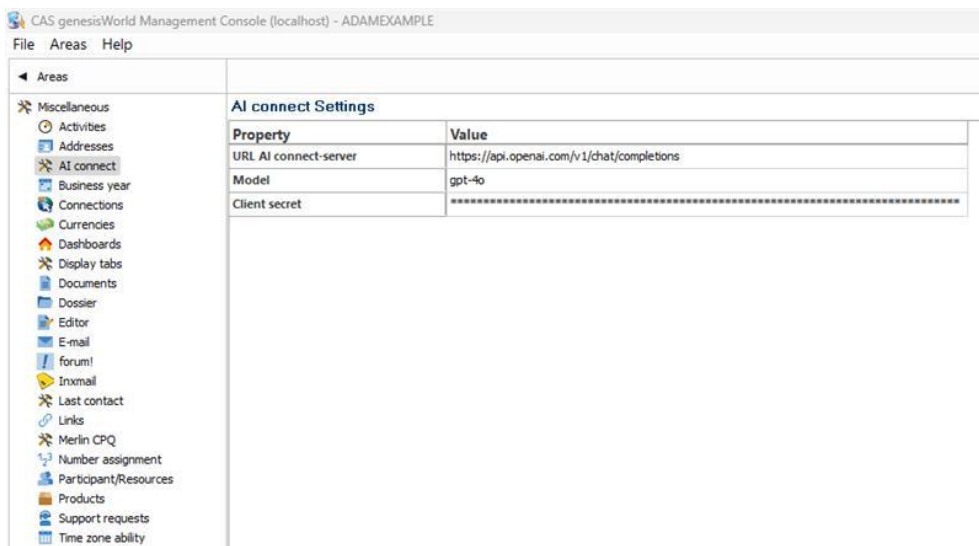 CAS genesisWorld Management Console (localhost) - ADAMEXAMPLE
File Areas Help
◄ Areas
Miscellaneous
Activities
Addresses
AI connect
Business year
Connections
Currencies
Dashboards
Display tabs
Documents
Dossier
Editor
E-mail
forum!
Inxmail
Last contact
Links
Merlin CPQ
Number assignment
Participant/Resources
Products
Support requests
Time zone ability
AI connect Settings
Property Value
URL AI connect-server https://api.openai.com/v1/chat/completions
Model gpt-4o
Client secret ********************************************************************************